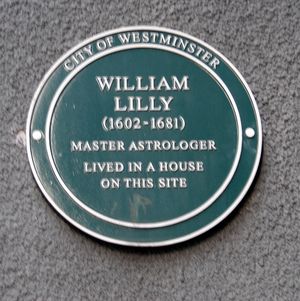 CITY OF WESTMINSTER
WILLIAM
LILLY
(1602-1681)
MASTER ASTROLOGER
LIVED IN A HOUSE
ON THIS SITE